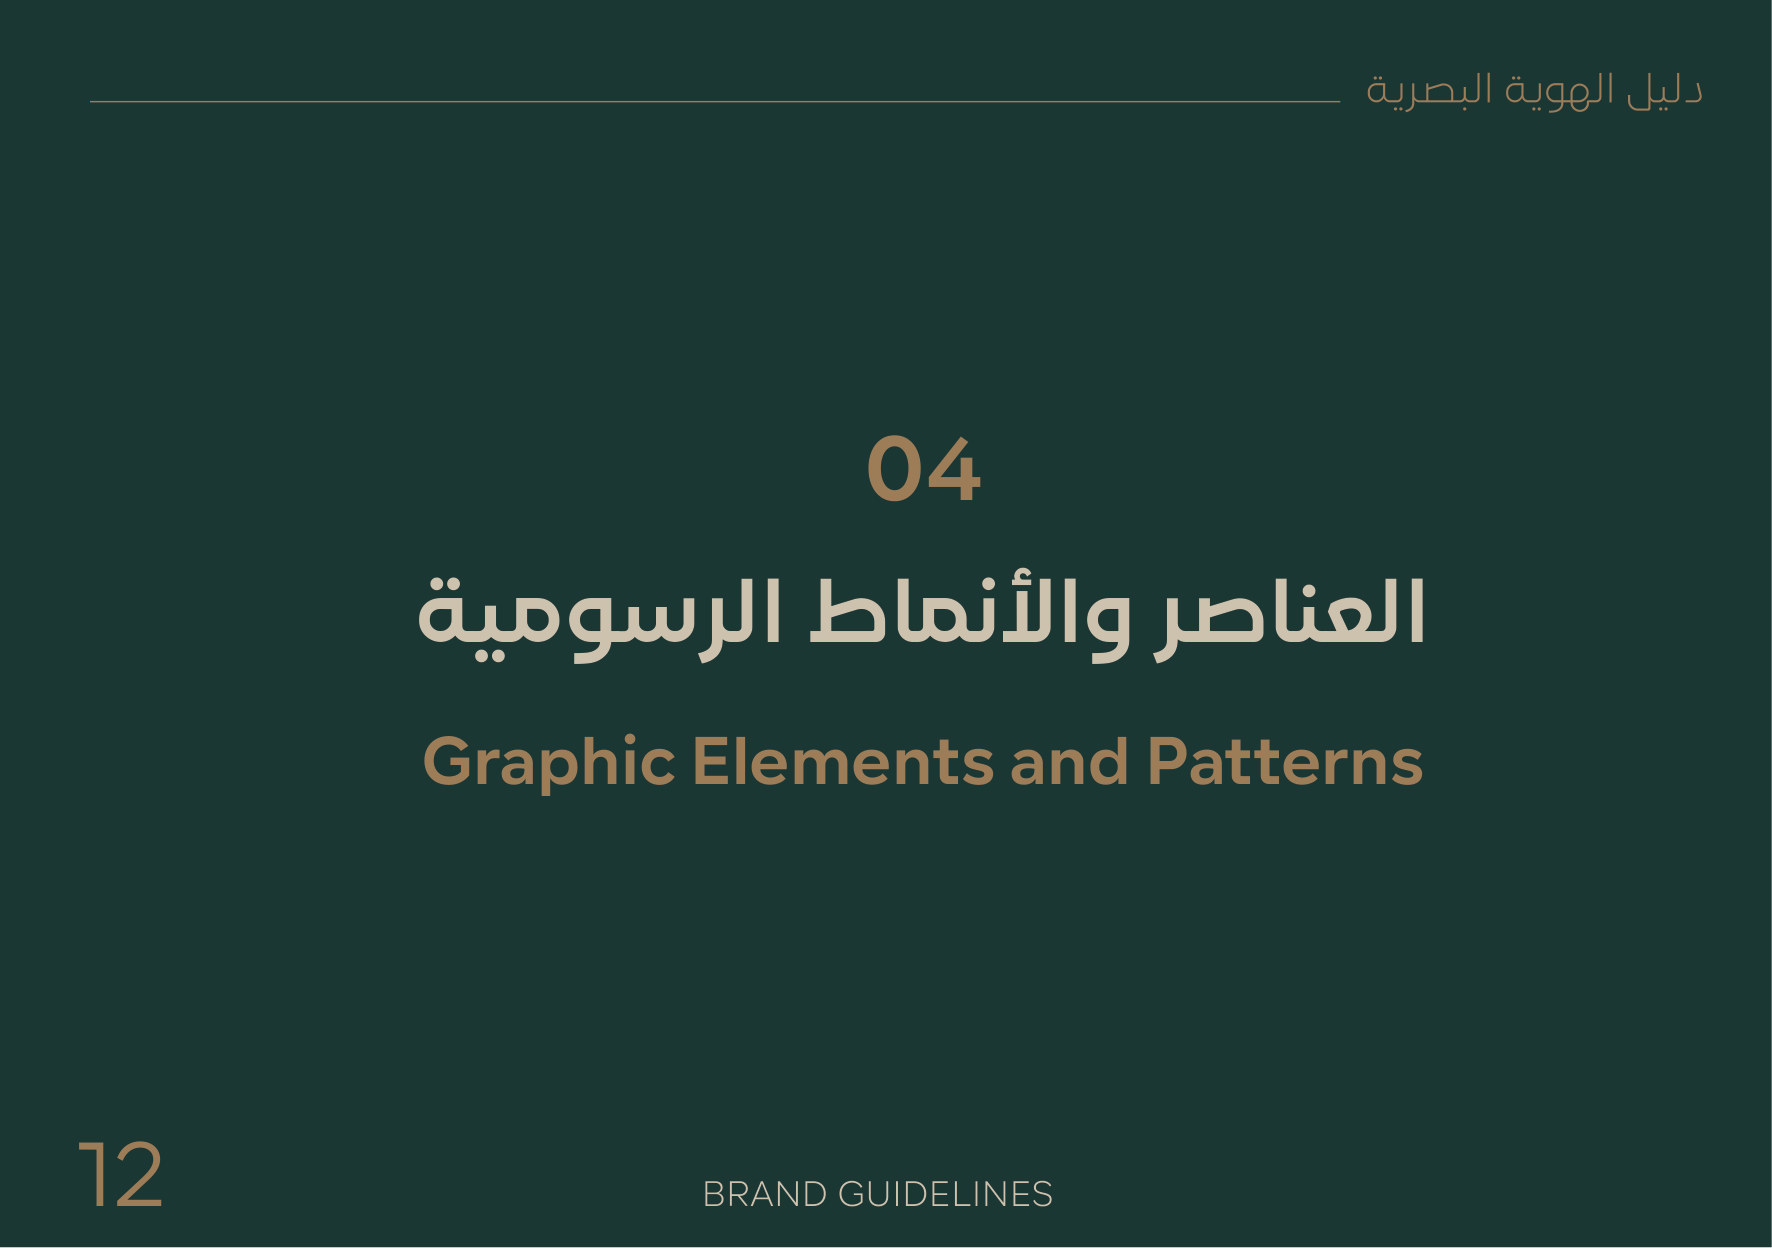 دليل الهوية البصرية
04
العناصر والأنماط الرسومية
Graphic Elements and Patterns
12
BRAND GUIDELINES